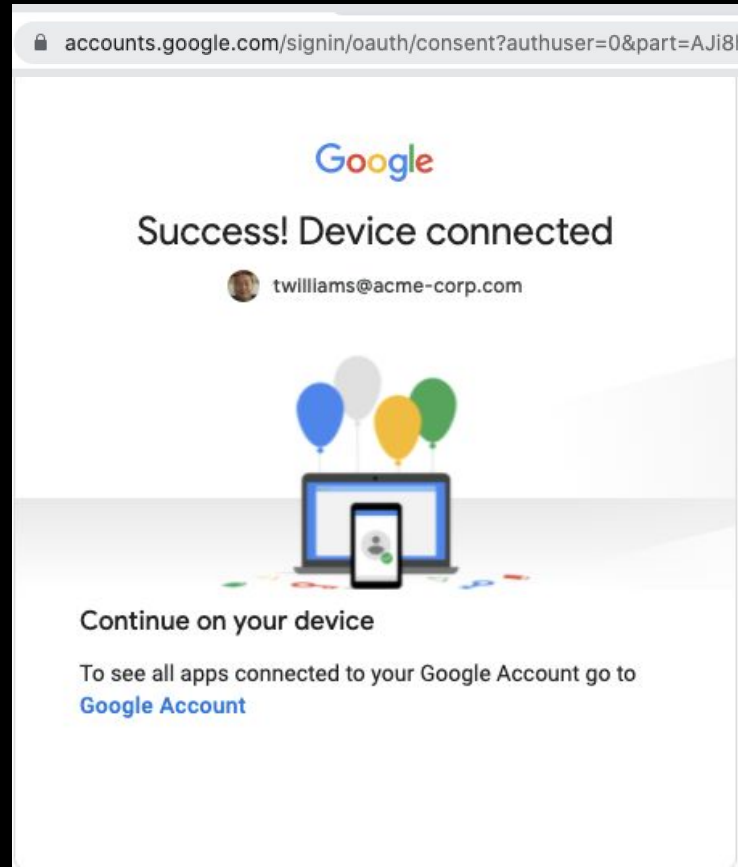 accounts.google.com/signin/oauth/consent?authuser=0&part=AJi8
Google
Success! Device connected
twilliams@acme-corp.com
Continue on your device
To see all apps connected to your Google Account go to
Google Account